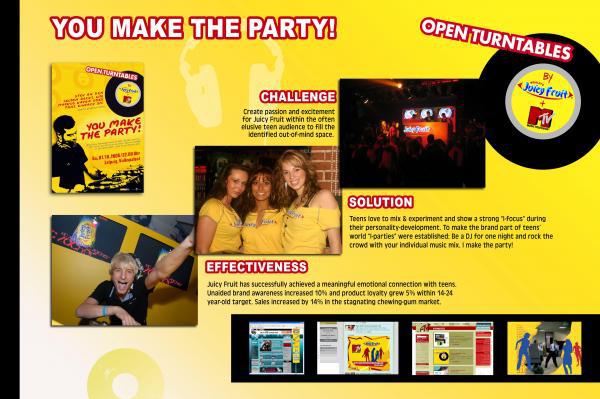 YOU MAKE THE PARTY!
OPEN TURNTABLES
BY
Juicy Fruit
+
MTV
OPEN TURNTABLES
YOU MAKE
THE PARTY!
CHALLENGE
Create passion and excitement
for Juicy Fruit within the often
elusive teen audience to fill the
identified out-of-mind space.
Juicy Fruit
SOLUTION
Teens love to mix & experiment and show a strong "I-Focus" during
their personality-development. To make the brand part of teens'
world "I-parties" were established: Be a DJ for one night and rock the
crowd with your individual music mix. I make the party!
EFFECTIVENESS
Juicy Fruit has successfully achieved a meaningful emotional connection with teens.
Unaided brand awareness increased 10% and product loyalty grew 5% within 14-24
year-old target. Sales increased by 14% in the stagnating chewing-gum market.